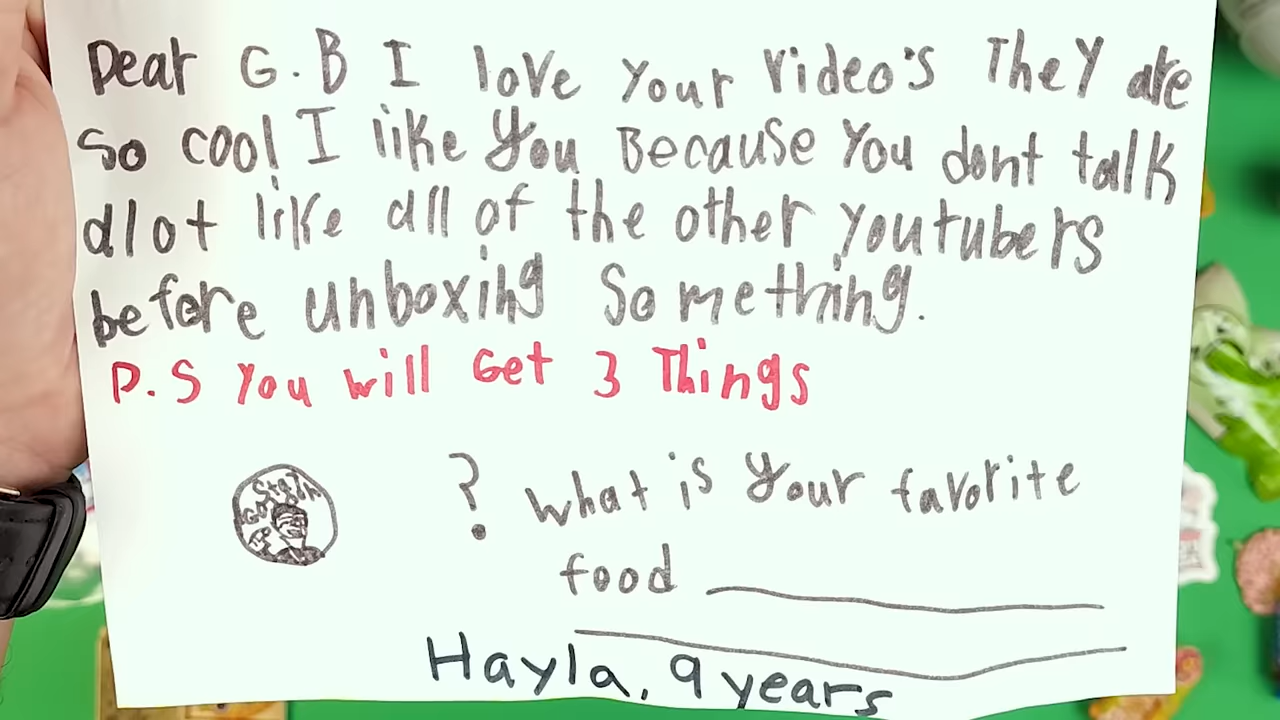 Dear G.B I love your video's They are
so cool I like you Because you dont talk
alot like all of the other youtubers
before unboxing Something.
P.S you will Get 3 Things
? what is your favorite
food
Hayla, 9 years